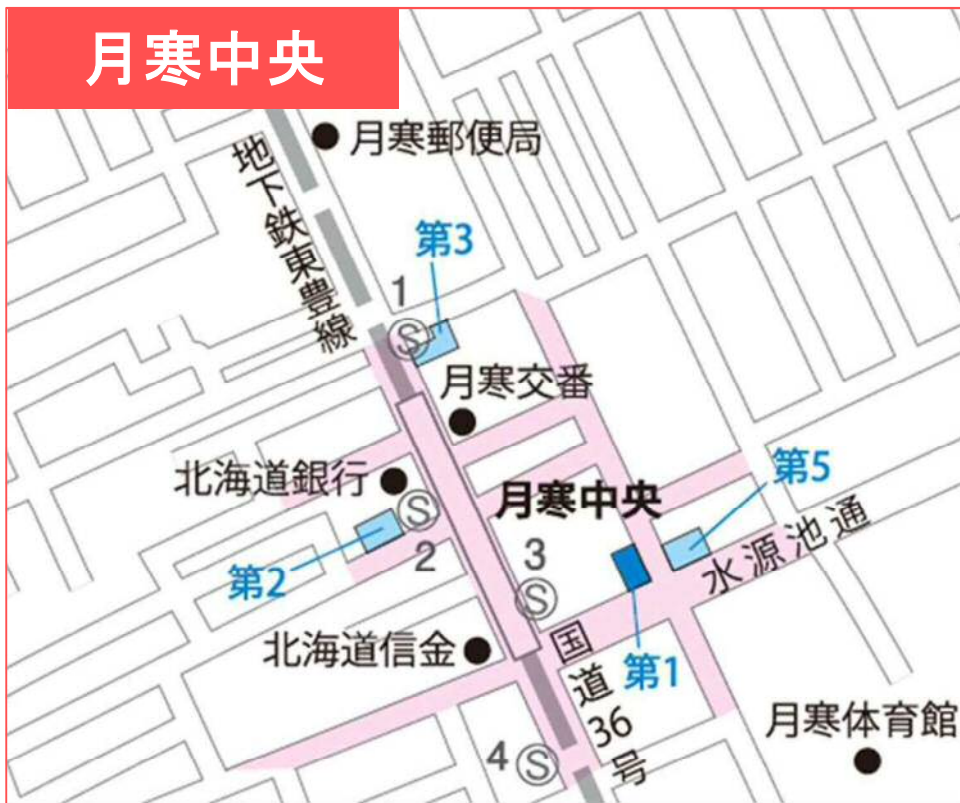 月寒中央
月寒郵便局
地下鉄東豊線
第3
1
Ⓢ
月寒交番
北海道銀行
月寒中央
第5
Ⓢ
2
第2
3
Ⓢ
水源池通
北海道信金
国道36号
第1
月寒体育館
4
Ⓢ